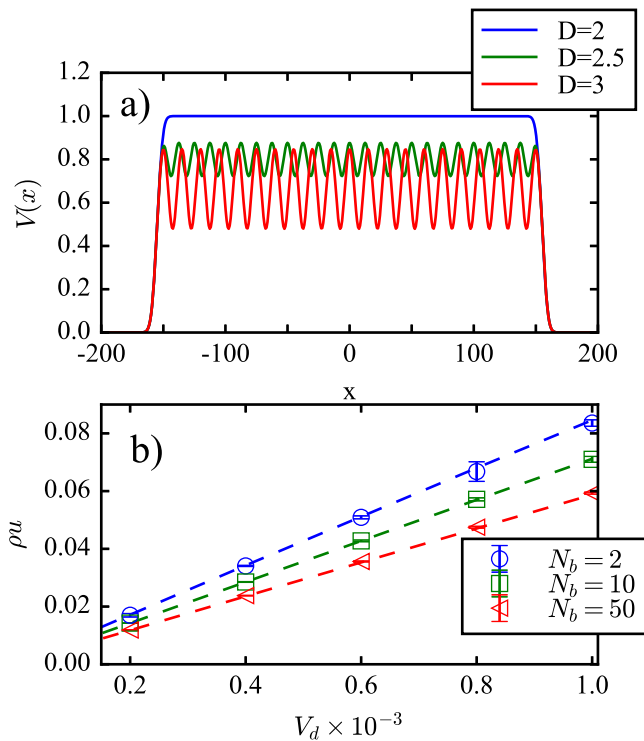 D=2
D=2.5
D=3
a)
V(x)
1.2
1.0
0.8
0.6
0.4
0.2
0.0
-200 -100 0 100 200
x
b)
ρu
0.08
0.06
0.04
0.02
0.00
N_b = 2
N_b = 10
N_b = 50
0.2 0.4 0.6 0.8 1.0
V_d × 10^{-3}